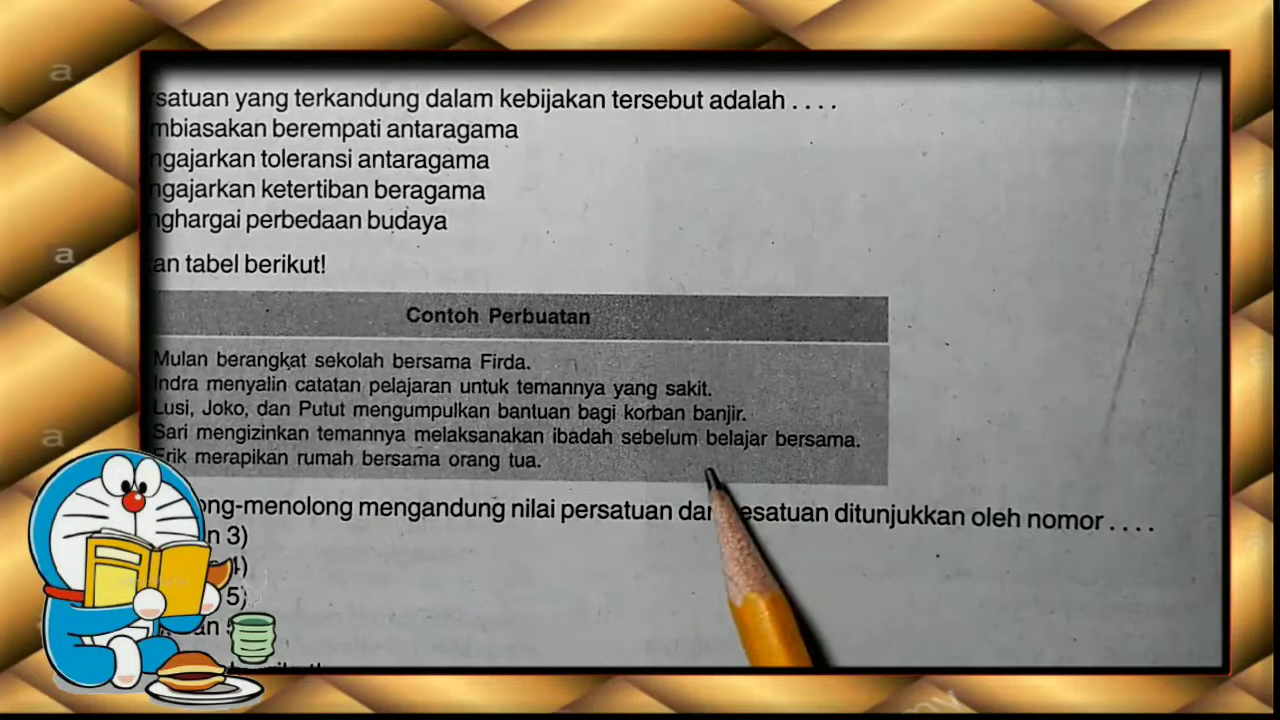 rsatuan yang terkandung dalam kebijakan tersebut adalah . . . .
mbiasakan berempati antaragama
ngajarkan toleransi antaragama
ngajarkan ketertiban beragama
nghargai perbedaan budaya
an tabel berikut!
Contoh Perbuatan
Mulan berangkat sekolah bersama Firda.
Indra menyalin catatan pelajaran untuk temannya yang sakit.
Lusi, Joko, dan Putut mengumpulkan bantuan bagi korban banjir.
Sari mengizinkan temannya melaksanakan ibadah sebelum belajar bersama.
Erik merapikan rumah bersama orang tua.
ong-menolong mengandung nilai persatuan dan kesatuan ditunjukkan oleh nomor . . . .
n 3)
4)
5)
an